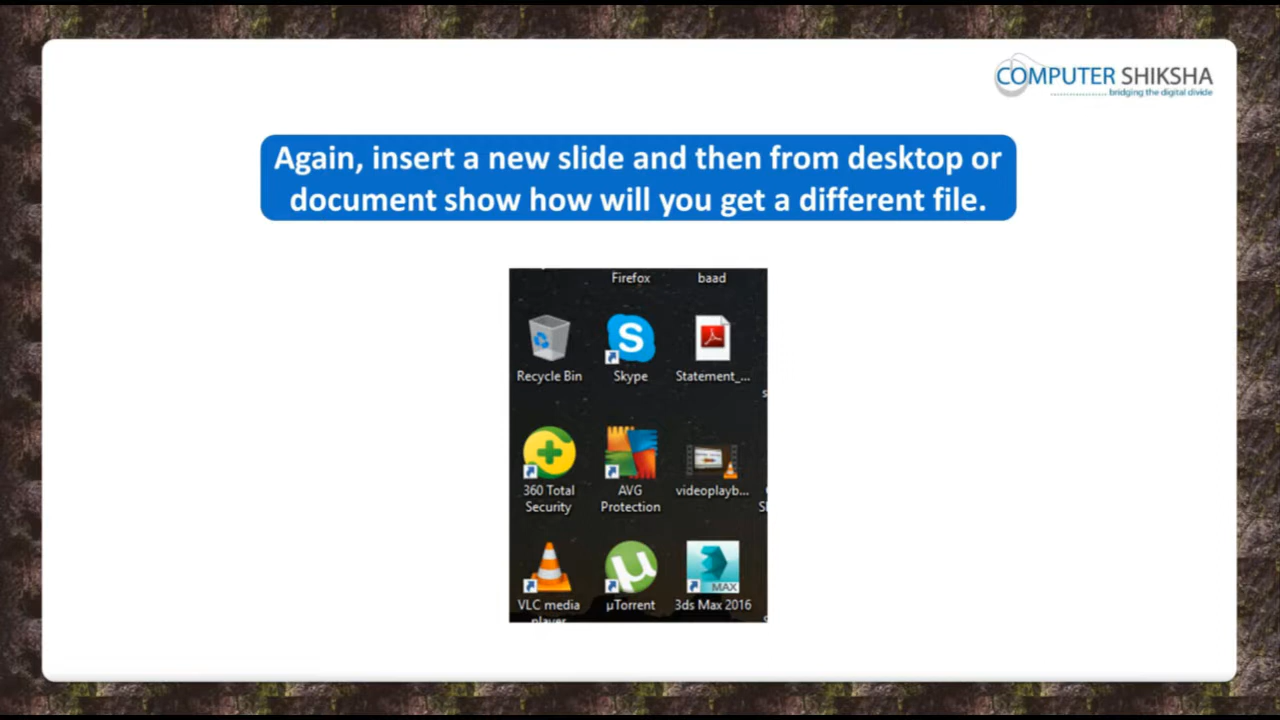 COMPUTER SHIKSHA
bridging the digital divide
Again, insert a new slide and then from desktop or
document show how will you get a different file.
Firefox baad
S
Recycle Bin Skype Statement_...
360 Total AVG videoplayb...
Security Protection
µ
MAX
VLC media µTorrent 3ds Max 2016
player